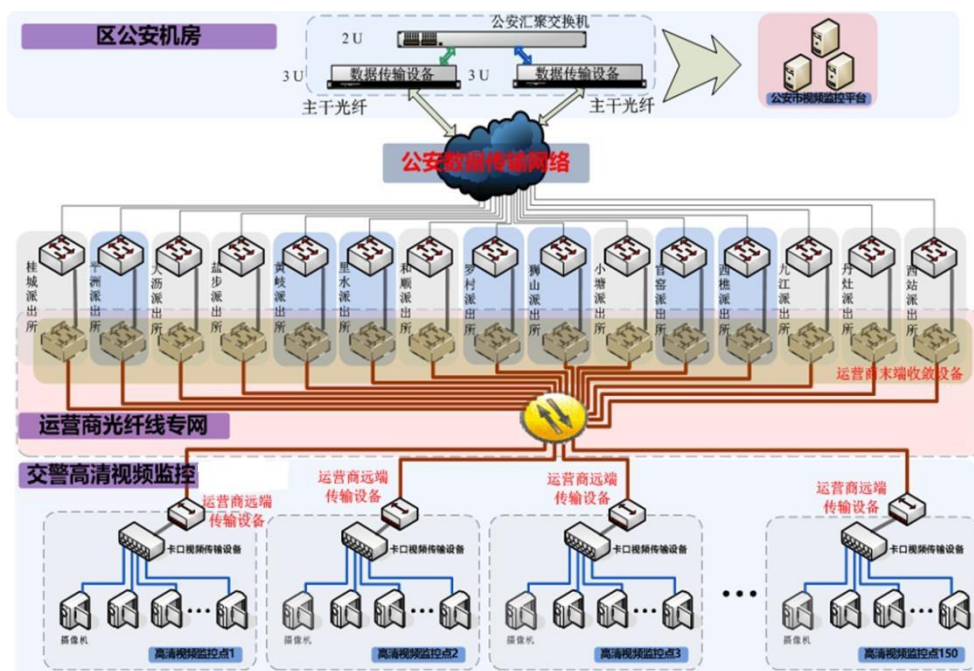 区公安机房
公安汇聚交换机
2 U
3 U
数据传输设备
3 U
数据传输设备
主干光纤
主干光纤
公安市视频监控平台
公安数据传输网络
桂城派出所
平洲派出所
大沥派出所
盐步派出所
黄岐派出所
里水派出所
和顺派出所
罗村派出所
狮山派出所
小塘派出所
官窑派出所
西樵派出所
九江派出所
丹灶派出所
西站派出所
运营商末端收敛设备
运营商光纤线专网
交警高清视频监控
运营商远端
传输设备
运营商远端
传输设备
运营商远端
传输设备
运营商远端
传输设备
卡口视频传输设备
卡口视频传输设备
卡口视频传输设备
卡口视频传输设备
摄像机
摄像机
摄像机
摄像机
高清视频监控点1
高清视频监控点2
高清视频监控点3
高清视频监控点150